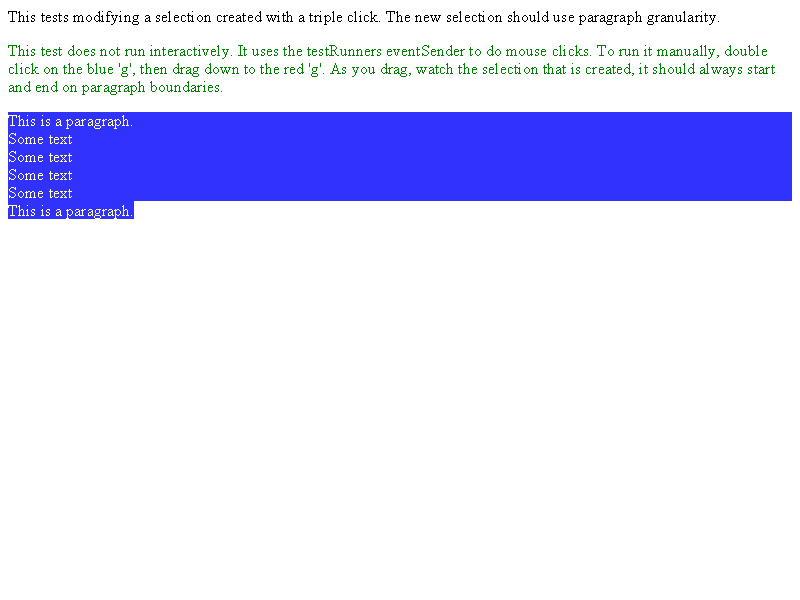 This tests modifying a selection created with a triple click. The new selection should use paragraph granularity.
This test does not run interactively. It uses the testRunners eventSender to do mouse clicks. To run it manually, double
click on the blue 'g', then drag down to the red 'g'. As you drag, watch the selection that is created, it should always start
and end on paragraph boundaries.
This is a paragraph.
Some text
Some text
Some text
Some text
This is a paragraph.